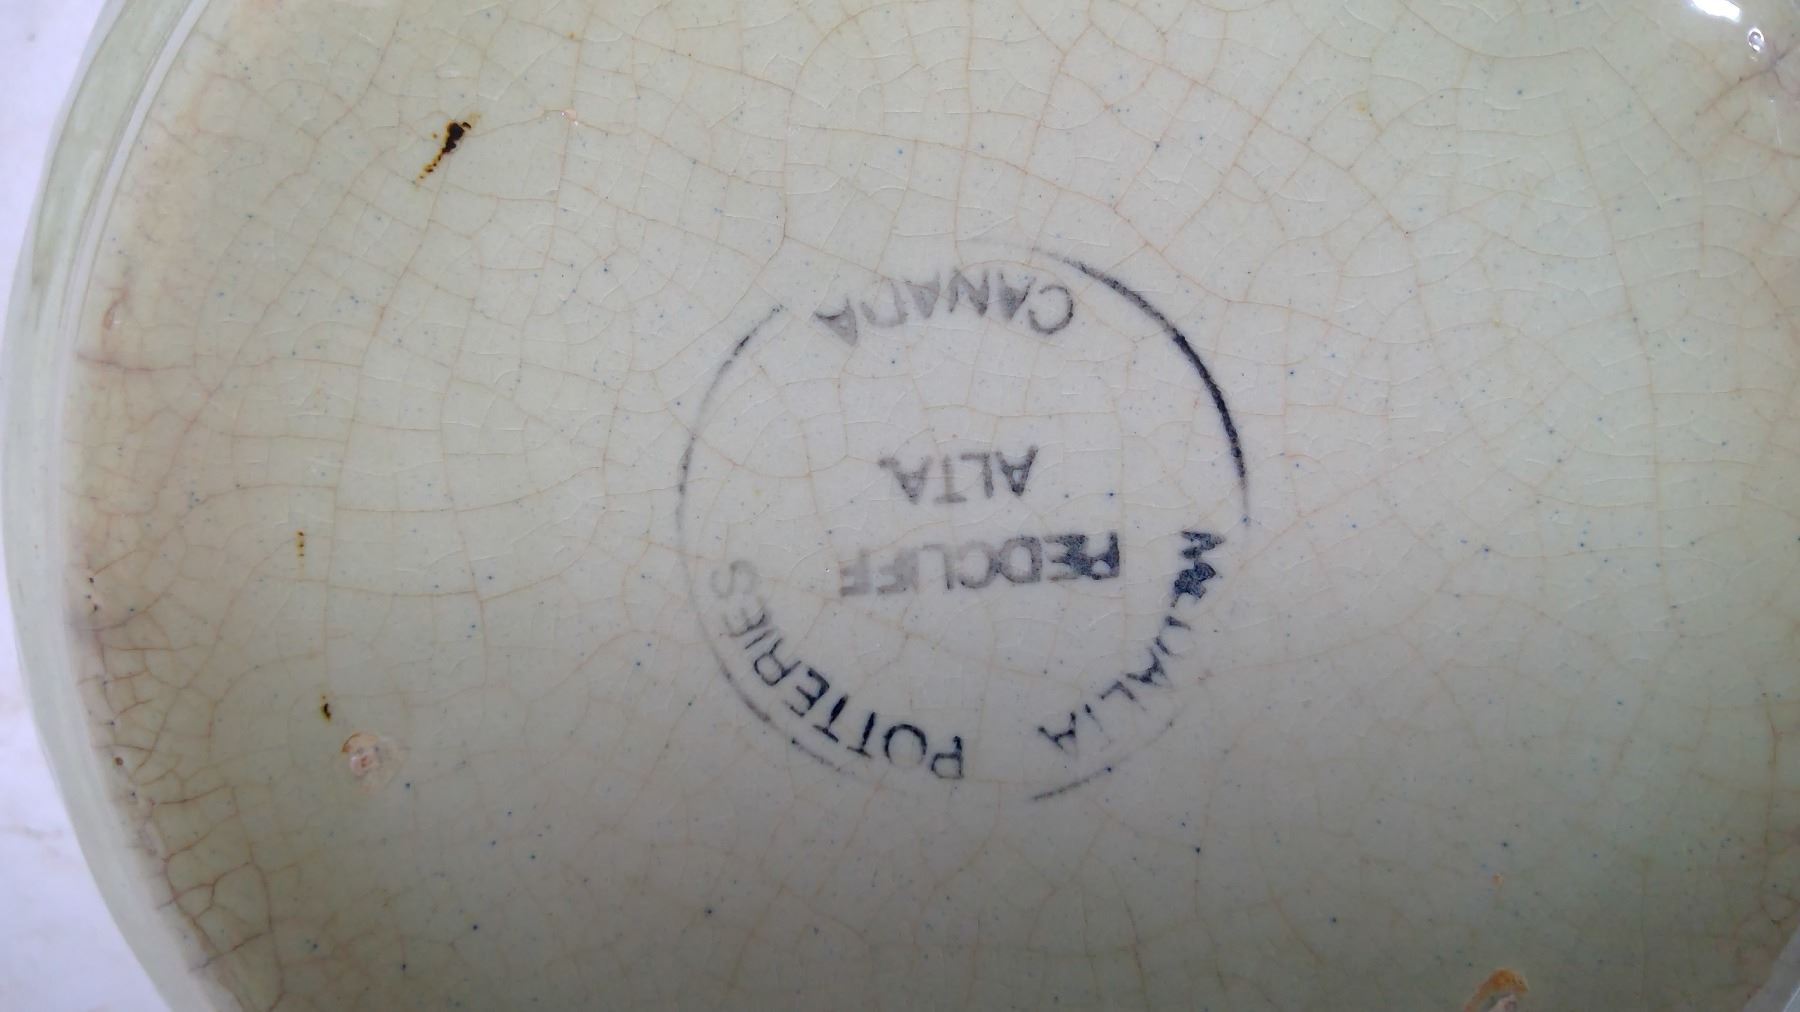 MEDALTA POTTERIES
REDCLIFF
ALTA.
CANADA